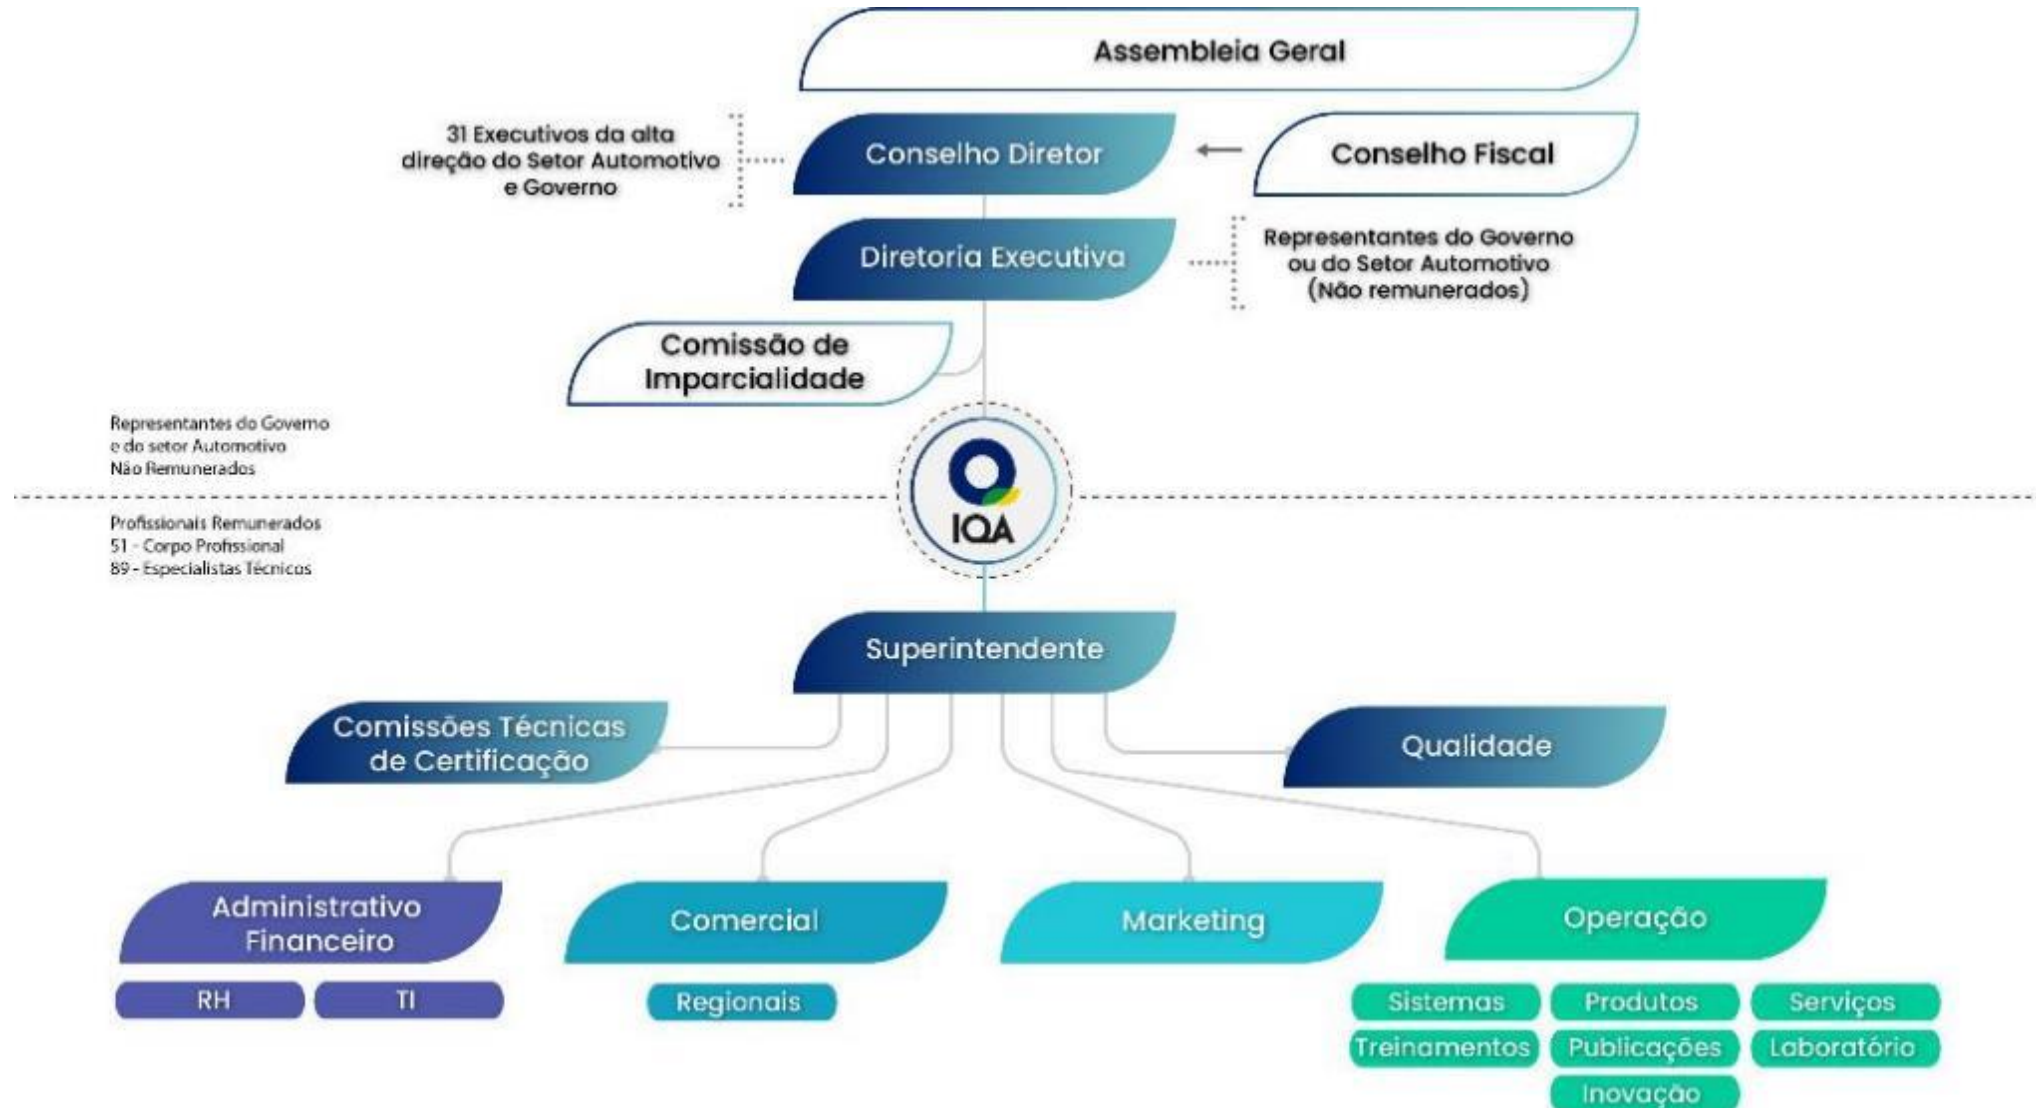 Assembleia Geral
31 Executivos da alta
direção do Setor Automotivo
e Governo
Conselho Diretor
Conselho Fiscal
Diretoria Executiva
Representantes do Governo
ou do Setor Automotivo
(Não remunerados)
Comissão de
Imparcialidade
Representantes do Governo
e do setor Automotivo
Não Remunerados
IQA
Profissionais Remunerados
51 - Corpo Profissional
89 - Especialistas Técnicos
Superintendente
Comissões Técnicas
de Certificação
Qualidade
Administrativo
Financeiro
Comercial
Marketing
Operação
RH
TI
Regionais
Sistemas
Produtos
Serviços
Treinamentos
Publicações
Laboratório
Inovação